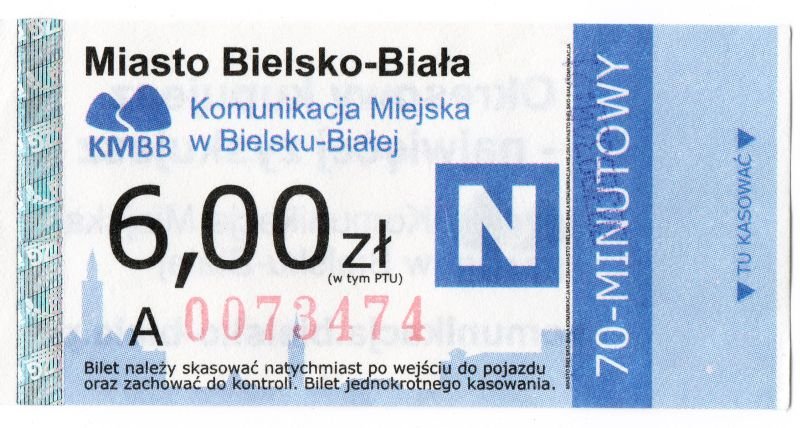 Miasto Bielsko-Biała
KMBB
Komunikacja Miejska
w Bielsku-Białej
6,00 zł
(w tym PTU)
N
A 0073474
Bilet należy skasować natychmiast po wejściu do pojazdu
oraz zachować do kontroli. Bilet jednokrotnego kasowania.
70-MINUTOWY
TU KASOWAĆ